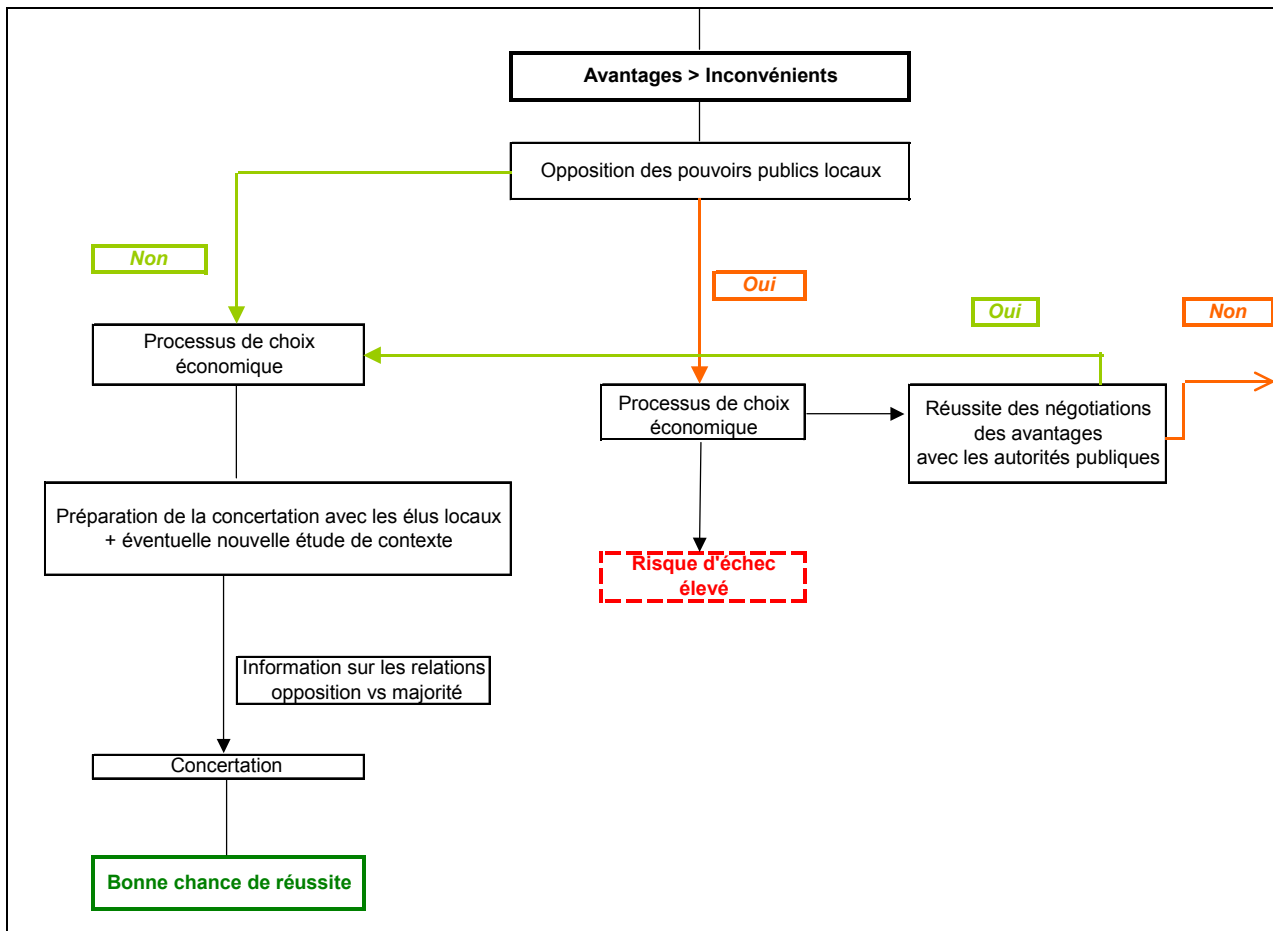 Avantages > Inconvénients
Opposition des pouvoirs publics locaux
Non
Oui
Oui
Non
Processus de choix
économique
Processus de choix
économique
Réussite des négotiations
des avantages
avec les autorités publiques
Préparation de la concertation avec les élus locaux
+ éventuelle nouvelle étude de contexte
Risque d'échec
élevé
Information sur les relations
opposition vs majorité
Concertation
Bonne chance de réussite